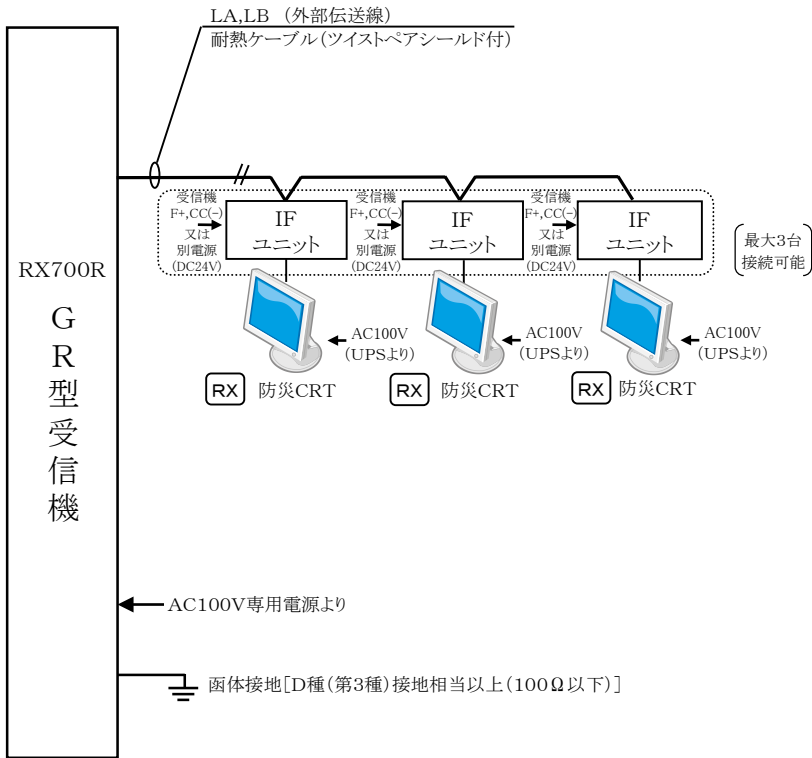 LA,LB (外部伝送線)
耐熱ケーブル(ツイストペアシールド付)
受信機
F+,CC(-)
又は
別電源
(DC24V)
IF
ユニット
受信機
F+,CC(-)
又は
別電源
(DC24V)
IF
ユニット
受信機
F+,CC(-)
又は
別電源
(DC24V)
IF
ユニット
最大3台
接続可能
RX700R
GR型受信機
AC100V
(UPSより)
AC100V
(UPSより)
AC100V
(UPSより)
RX 防災CRT
RX 防災CRT
RX 防災CRT
AC100V専用電源より
函体接地[D種(第3種)接地相当以上(100Ω以下)]